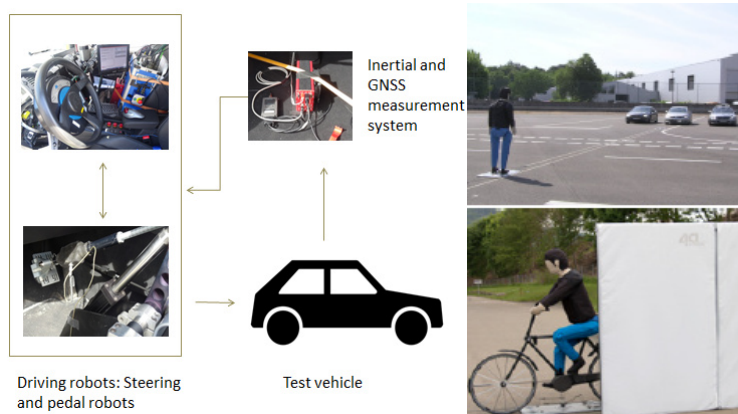 Inertial and
GNSS
measurement
system
Driving robots: Steering
and pedal robots
Test vehicle